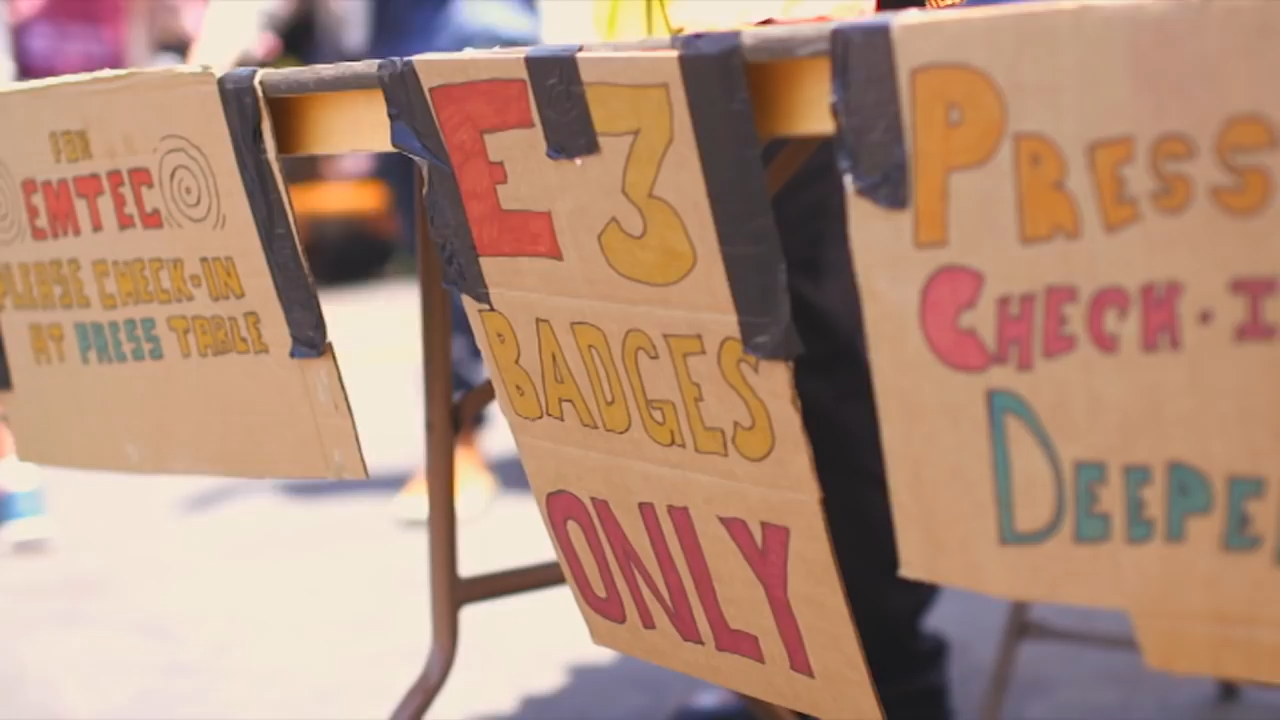 FOR
EMTEC
PLEASE CHECK-IN
AT PRESS TABLE
E3
BADGES
ONLY
PRESS
CHECK-I
DEEPE